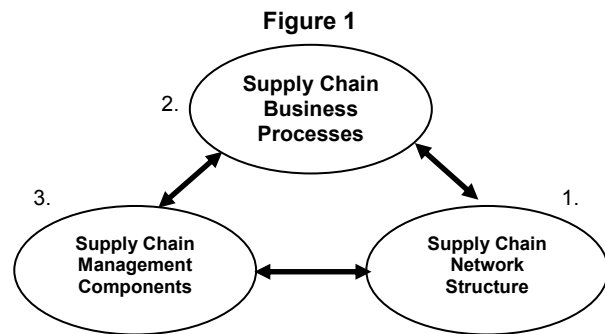 Figure 1
2.
Supply Chain
Business
Processes
3.
Supply Chain
Management
Components
1.
Supply Chain
Network
Structure